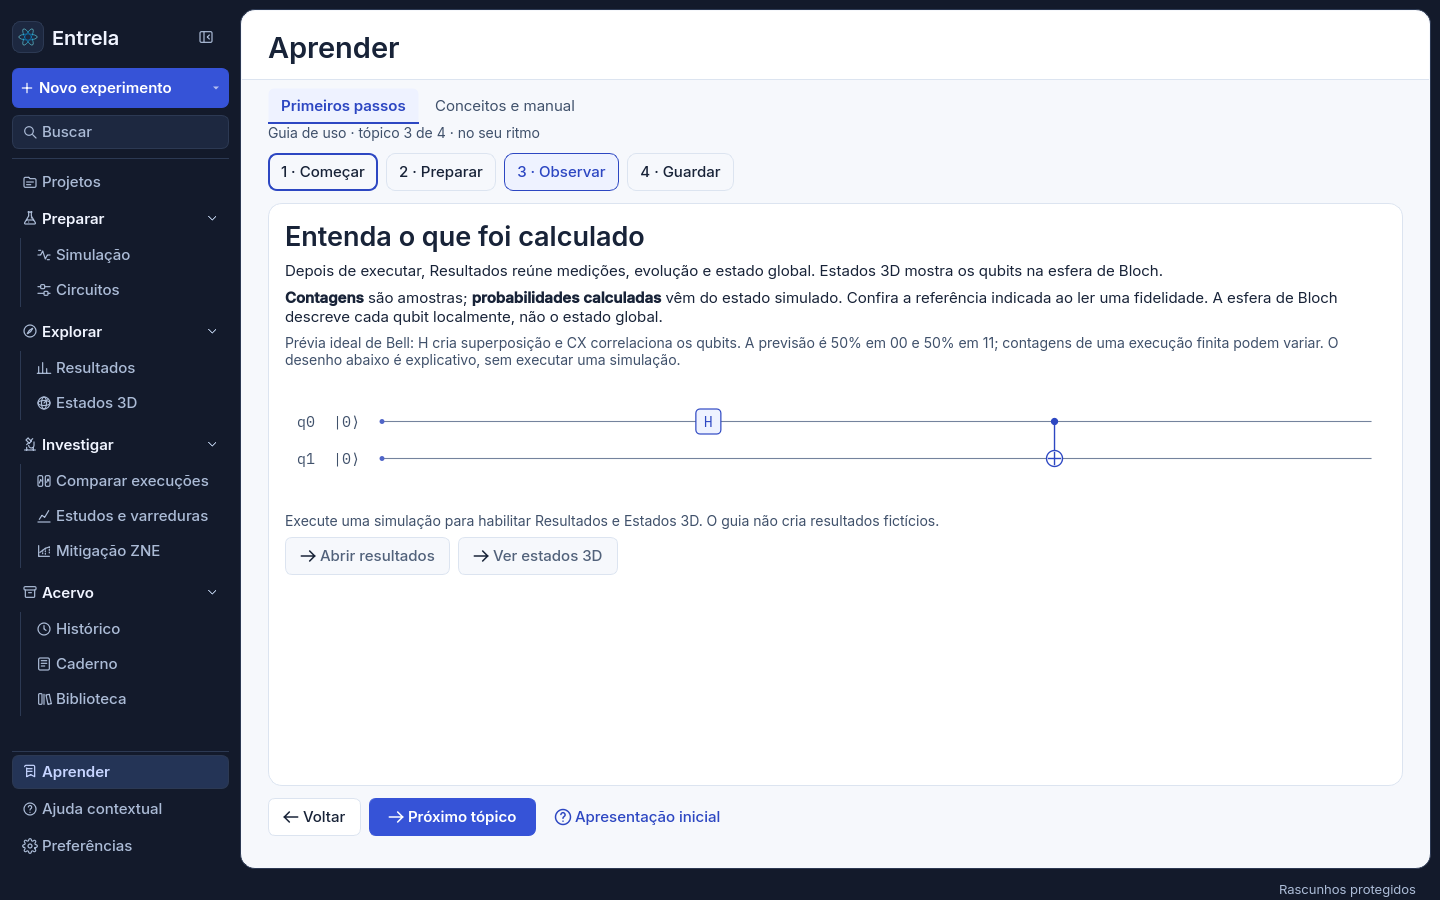 Entrela
Novo experimento
Buscar
Projetos
Preparar
Simulação
Circuitos
Explorar
Resultados
Estados 3D
Investigar
Comparar execuções
Estudos e varreduras
Mitigação ZNE
Acervo
Histórico
Caderno
Biblioteca
Aprender
Ajuda contextual
Preferências
Aprender
Primeiros passos Conceitos e manual
Guia de uso · tópico 3 de 4 · no seu ritmo
1 · Começar 2 · Preparar 3 · Observar 4 · Guardar
Entenda o que foi calculado
Depois de executar, Resultados reúne medições, evolução e estado global. Estados 3D mostra os qubits na esfera de Bloch.
Contagens são amostras; probabilidades calculadas vêm do estado simulado. Confira a referência indicada ao ler uma fidelidade. A esfera de Bloch
descreve cada qubit localmente, não o estado global.
Prévia ideal de Bell: H cria superposição e CX correlaciona os qubits. A previsão é 50% em 00 e 50% em 11; contagens de uma execução finita podem variar. O
desenho abaixo é explicativo, sem executar uma simulação.
q0 |0⟩ H
q1 |0⟩
Execute uma simulação para habilitar Resultados e Estados 3D. O guia não cria resultados fictícios.
Abrir resultados Ver estados 3D
Voltar Próximo tópico Apresentação inicial
Rascunhos protegidos